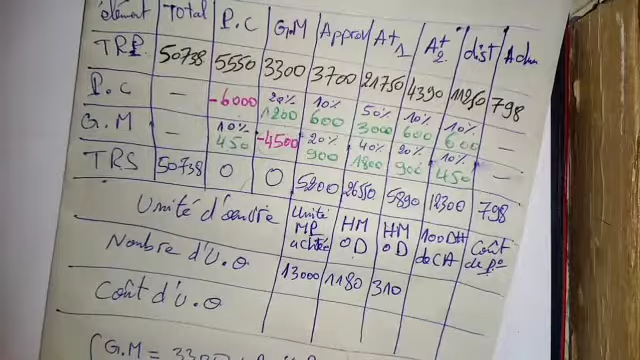 élément Total P.C G.M Approv At1 At2 dist Adm
TRP 50738 5550 3300 3700 21750 4390 11250 798
P.C — -6000 20% 1200 10% 600 50% 3000 10% 600 10% 600 —
G.M — 10% 450 -4500 20% 900 40% 1800 20% 900 10% 450 —
TRS 50738 0 0 5200 26550 5890 12300 798
Unité d'œuvre Unité MP achetée HM OD HM OD 100DH de CA Coût de P°
Nombre d'U.O 13000 1180 310
Coût d'U.O
G.M = 3300